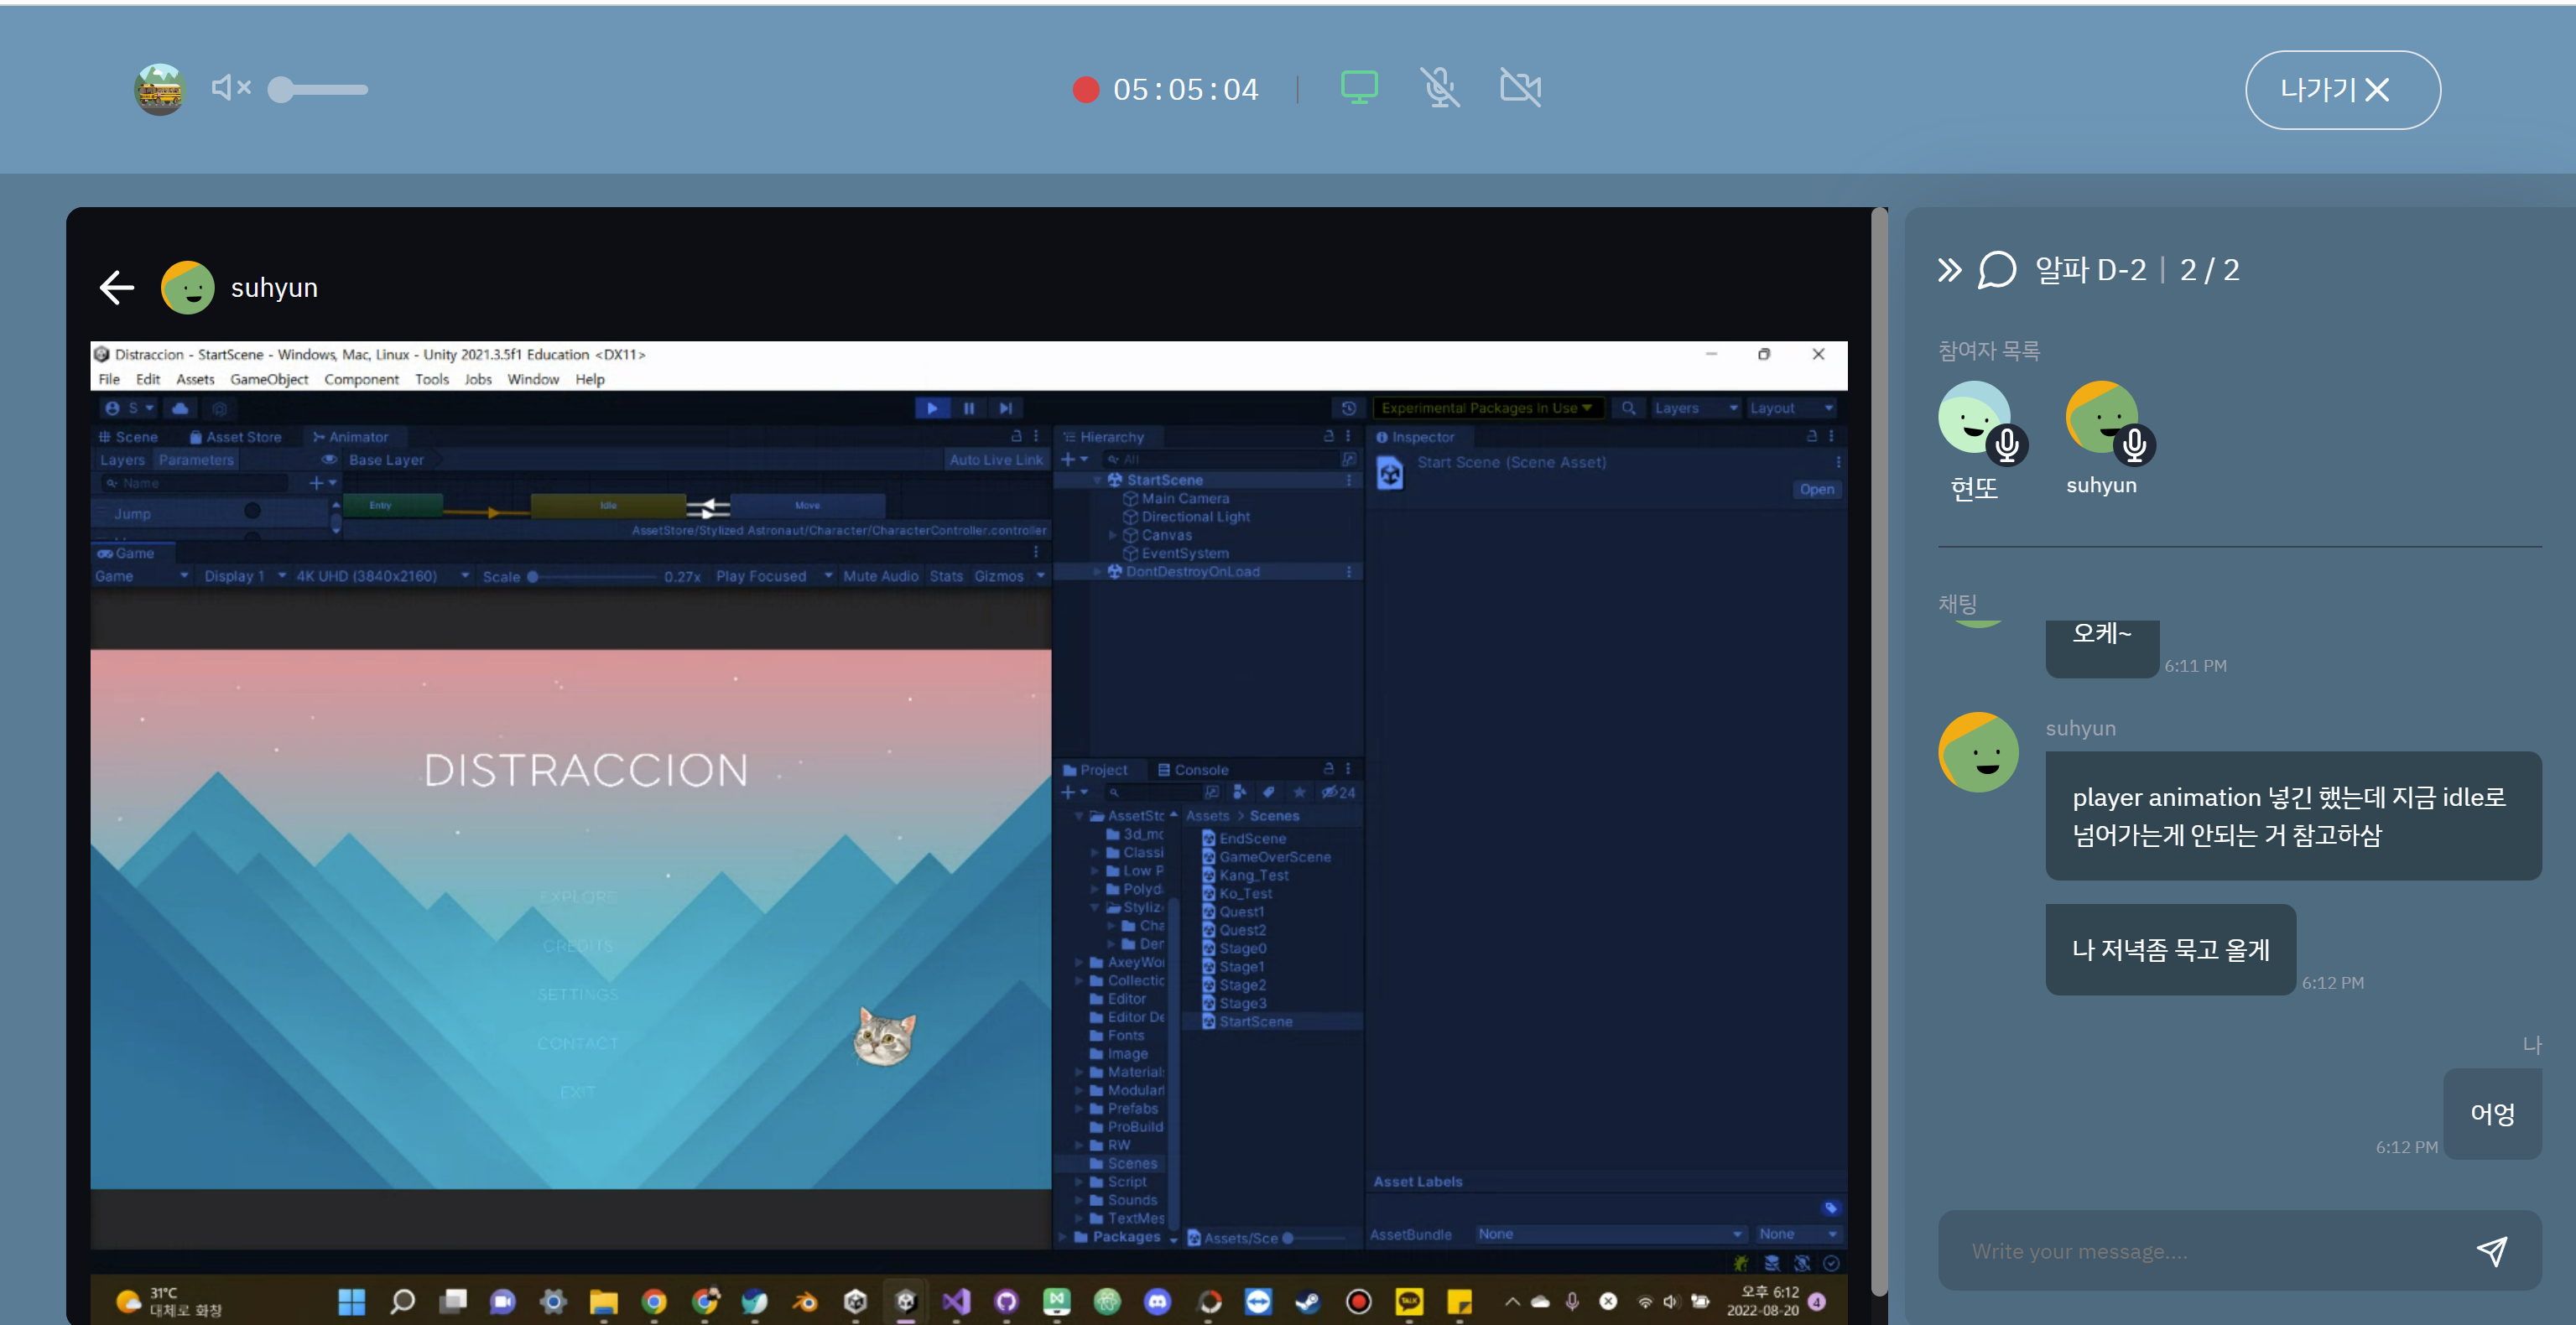 05:05:04
나가기
suhyun
Distraccion - StartScene - Windows, Mac, Linux - Unity 2021.3.5f1 Education <DX11>
File Edit Assets GameObject Component Tools Jobs Window Help
S
Experimental Packages In Use
Layers
Layout
Scene
Asset Store
Animator
Layers
Parameters
Base Layer
Auto Live Link
Name
Jump
Entry
Idle
Move
AssetStore/Stylized Astronaut/Character/CharacterController.controller
Game
Game
Display 1
4K UHD (3840x2160)
Scale
0.27x
Play Focused
Mute Audio
Stats
Gizmos
DISTRACCION
EXPLORE
CREDITS
SETTINGS
CONTACT
EXIT
Hierarchy
All
StartScene
Main Camera
Directional Light
Canvas
EventSystem
DontDestroyOnLoad
Project
Console
24
AssetSto
3d_mo
Classi
Low P
Polyd
Styliz
Cha
Der
AxeyWo
Collectio
Editor
Editor De
Fonts
Image
Material
Modular
Prefabs
ProBuild
RW
Scenes
Script
Sounds
TextMes
Packages
Assets > Scenes
EndScene
GameOverScene
Kang_Test
Ko_Test
Quest1
Quest2
Stage0
Stage1
Stage2
Stage3
StartScene
Assets/Sce
Inspector
Start Scene (Scene Asset)
Open
Asset Labels
AssetBundle
None
None
31°C
대체로 화창
TALK
오후 6:12
2022-08-20
4
알파 D-2 | 2 / 2
참여자 목록
현또
suhyun
채팅
오케~
6:11 PM
suhyun
player animation 넣긴 했는데 지금 idle로
넘어가는게 안되는 거 참고하삼
나 저녁좀 묵고 올게
6:12 PM
나
어엉
6:12 PM
Write your message....